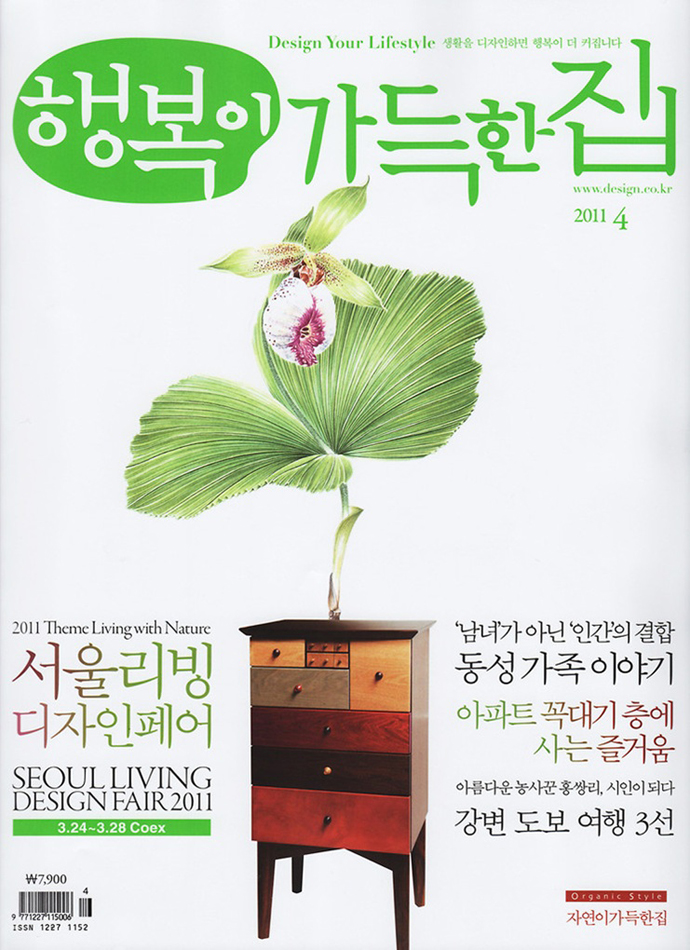 Design Your Lifestyle 생활을 디자인하면 행복이 더 커집니다
행복이 가득한 집
www.design.co.kr
2011 4
2011 Theme Living with Nature
서울리빙
디자인페어
SEOUL LIVING
DESIGN FAIR 2011
3.24~3.28 Coex
₩7,900
4
9 771227 115006
ISSN 1227 1152
'남녀'가 아닌 '인간'의 결합
동성 가족 이야기
아파트 꼭대기 층에
사는 즐거움
아름다운 농사꾼 홍쌍리, 시인이 되다
강변 도보 여행 3선
Organic Style
자연이가득한집